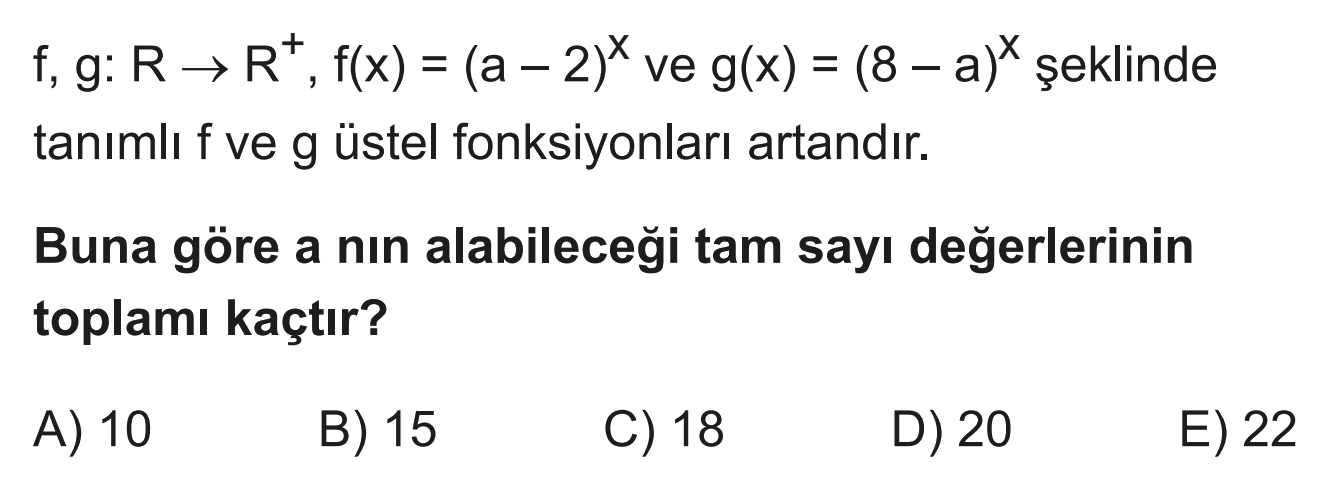 f, g: R → R⁺, f(x) = (a – 2)ˣ ve g(x) = (8 – a)ˣ şeklinde
tanımlı f ve g üstel fonksiyonları artandır.
Buna göre a nın alabileceği tam sayı değerlerinin
toplamı kaçtır?
A) 10 B) 15 C) 18 D) 20 E) 22